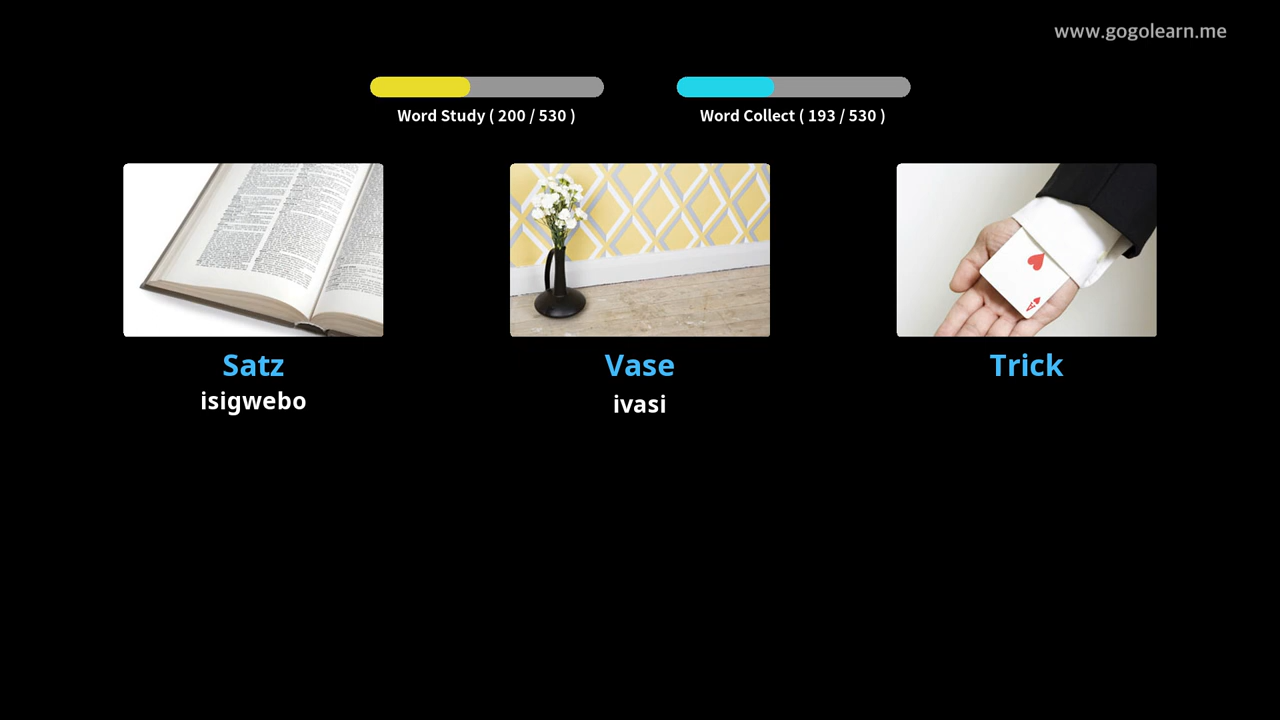 www.gogolearn.me
Word Study ( 200 / 530 )
Word Collect ( 193 / 530 )
Satz
Vase
Trick
isigwebo
ivasi